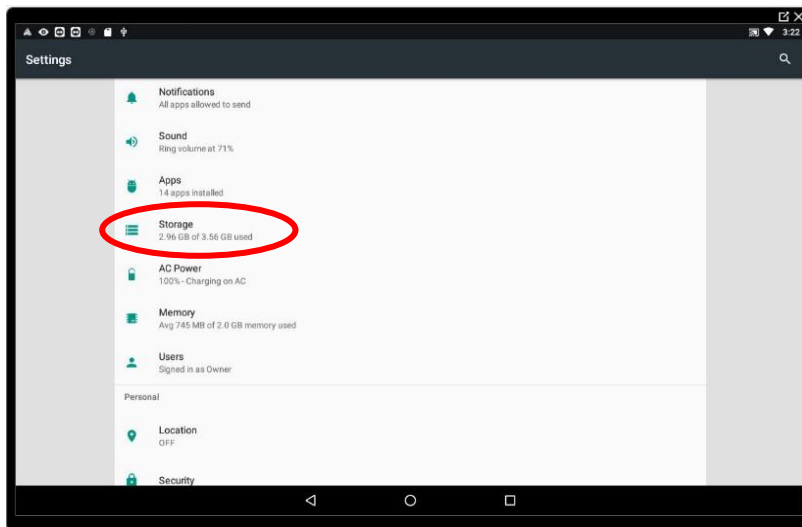 3:22
Settings
Notifications
All apps allowed to send
Sound
Ring volume at 71%
Apps
14 apps installed
Storage
2.96 GB of 3.56 GB used
AC Power
100% - Charging on AC
Memory
Avg 745 MB of 2.0 GB memory used
Users
Signed in as Owner
Personal
Location
OFF
Security